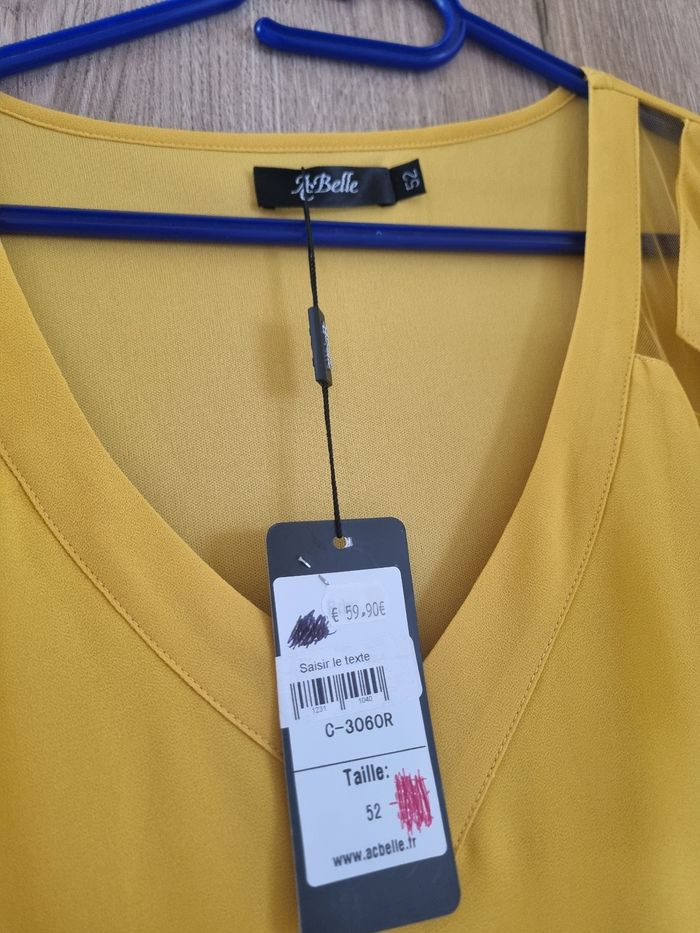 AcBelle
52
€ 59.90€
Saisir le texte
1231 1040
C-3060R
Taille:
52
www.acbelle.fr